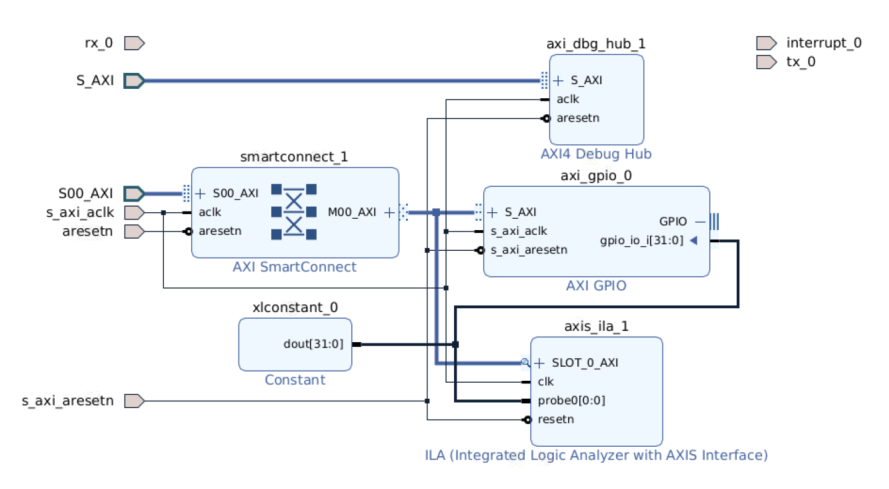 rx_0
axi_dbg_hub_1
interrupt_0
tx_0
S_AXI
S_AXI
aclk
aresetn
AXI4 Debug Hub
smartconnect_1
S00_AXI
s_axi_aclk
aresetn
S00_AXI
aclk
aresetn
M00_AXI
AXI SmartConnect
axi_gpio_0
S_AXI
s_axi_aclk
s_axi_aresetn
GPIO
gpio_io_i[31:0]
AXI GPIO
xlconstant_0
dout[31:0]
Constant
axis_ila_1
SLOT_0_AXI
clk
probe0[0:0]
resetn
s_axi_aresetn
ILA (Integrated Logic Analyzer with AXIS Interface)